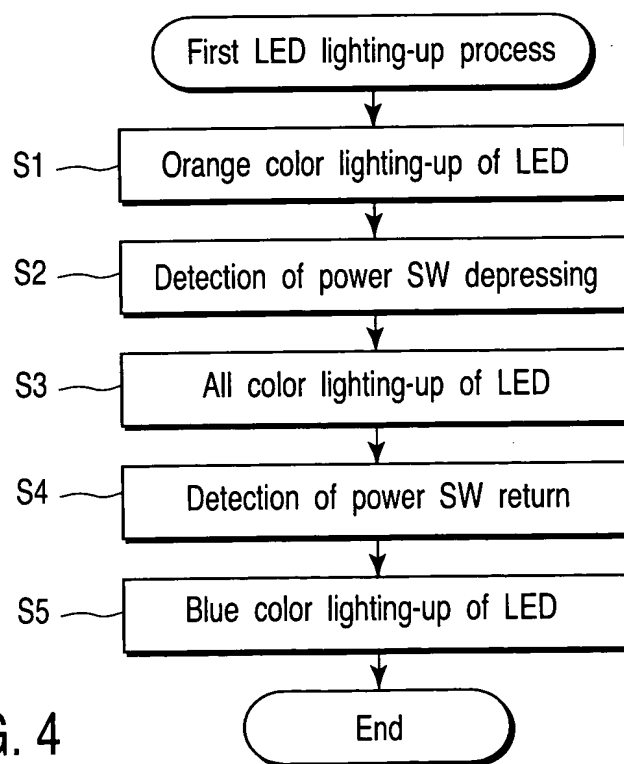 First LED lighting-up process
S1 Orange color lighting-up of LED
S2 Detection of power SW depressing
S3 All color lighting-up of LED
S4 Detection of power SW return
S5 Blue color lighting-up of LED
End
G. 4